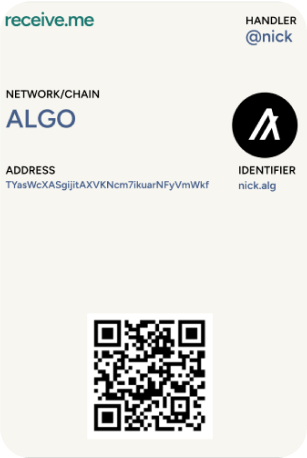 receive.me
HANDLER
@nick
NETWORK/CHAIN
ALGO
ADDRESS
TYasWcXASgijitAXVKNcm7ikuarNFyVmWkf
IDENTIFIER
nick.alg